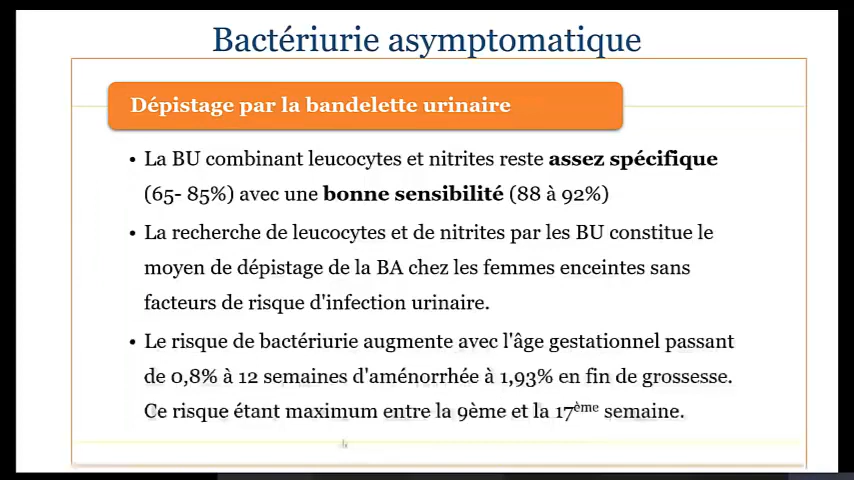 Bactériurie asymptomatique
Dépistage par la bandelette urinaire
• La BU combinant leucocytes et nitrites reste assez spécifique
(65- 85%) avec une bonne sensibilité (88 à 92%)
• La recherche de leucocytes et de nitrites par les BU constitue le
moyen de dépistage de la BA chez les femmes enceintes sans
facteurs de risque d'infection urinaire.
• Le risque de bactériurie augmente avec l'âge gestationnel passant
de 0,8% à 12 semaines d'aménorrhée à 1,93% en fin de grossesse.
Ce risque étant maximum entre la 9ème et la 17ème semaine.